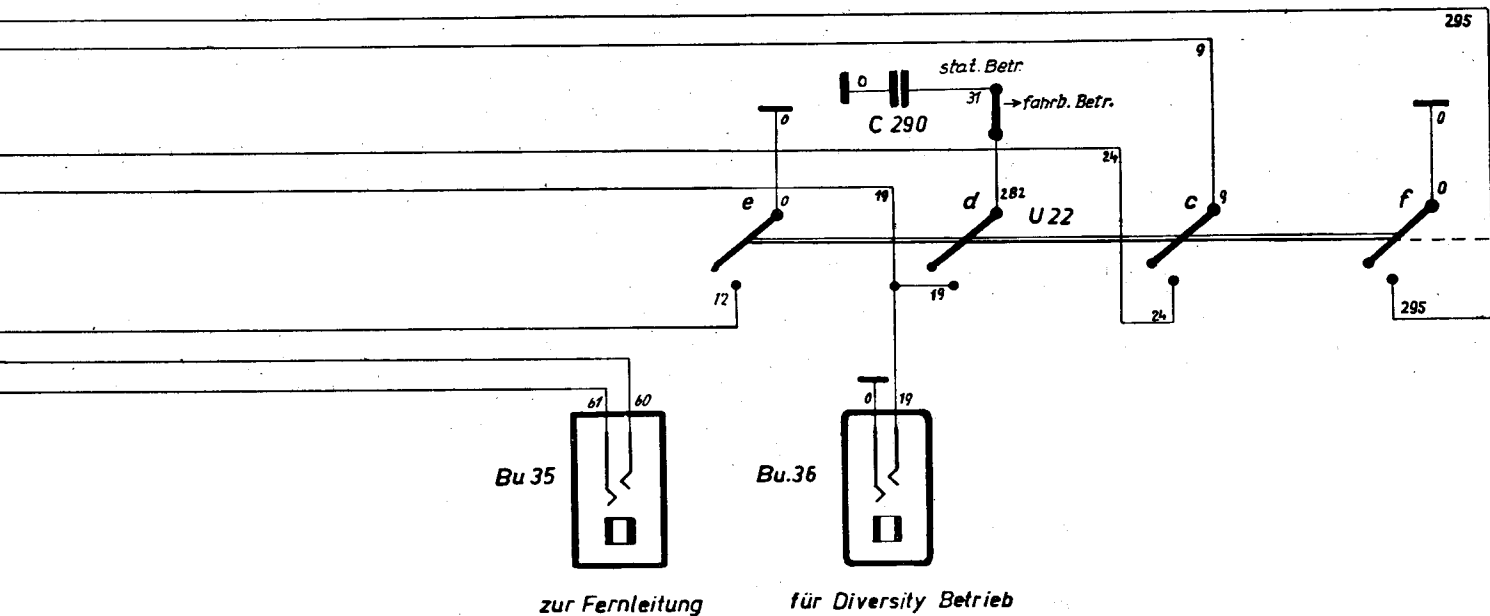 295
9
stat. Betr.
0
31
→fahrb. Betr.
C 290
0
0
24
19
e
0
d
282
U 22
c
9
f
0
12
19
24
295
61
60
0
19
Bu 35
Bu.36
zur Fernleitung
für Diversity Betrieb